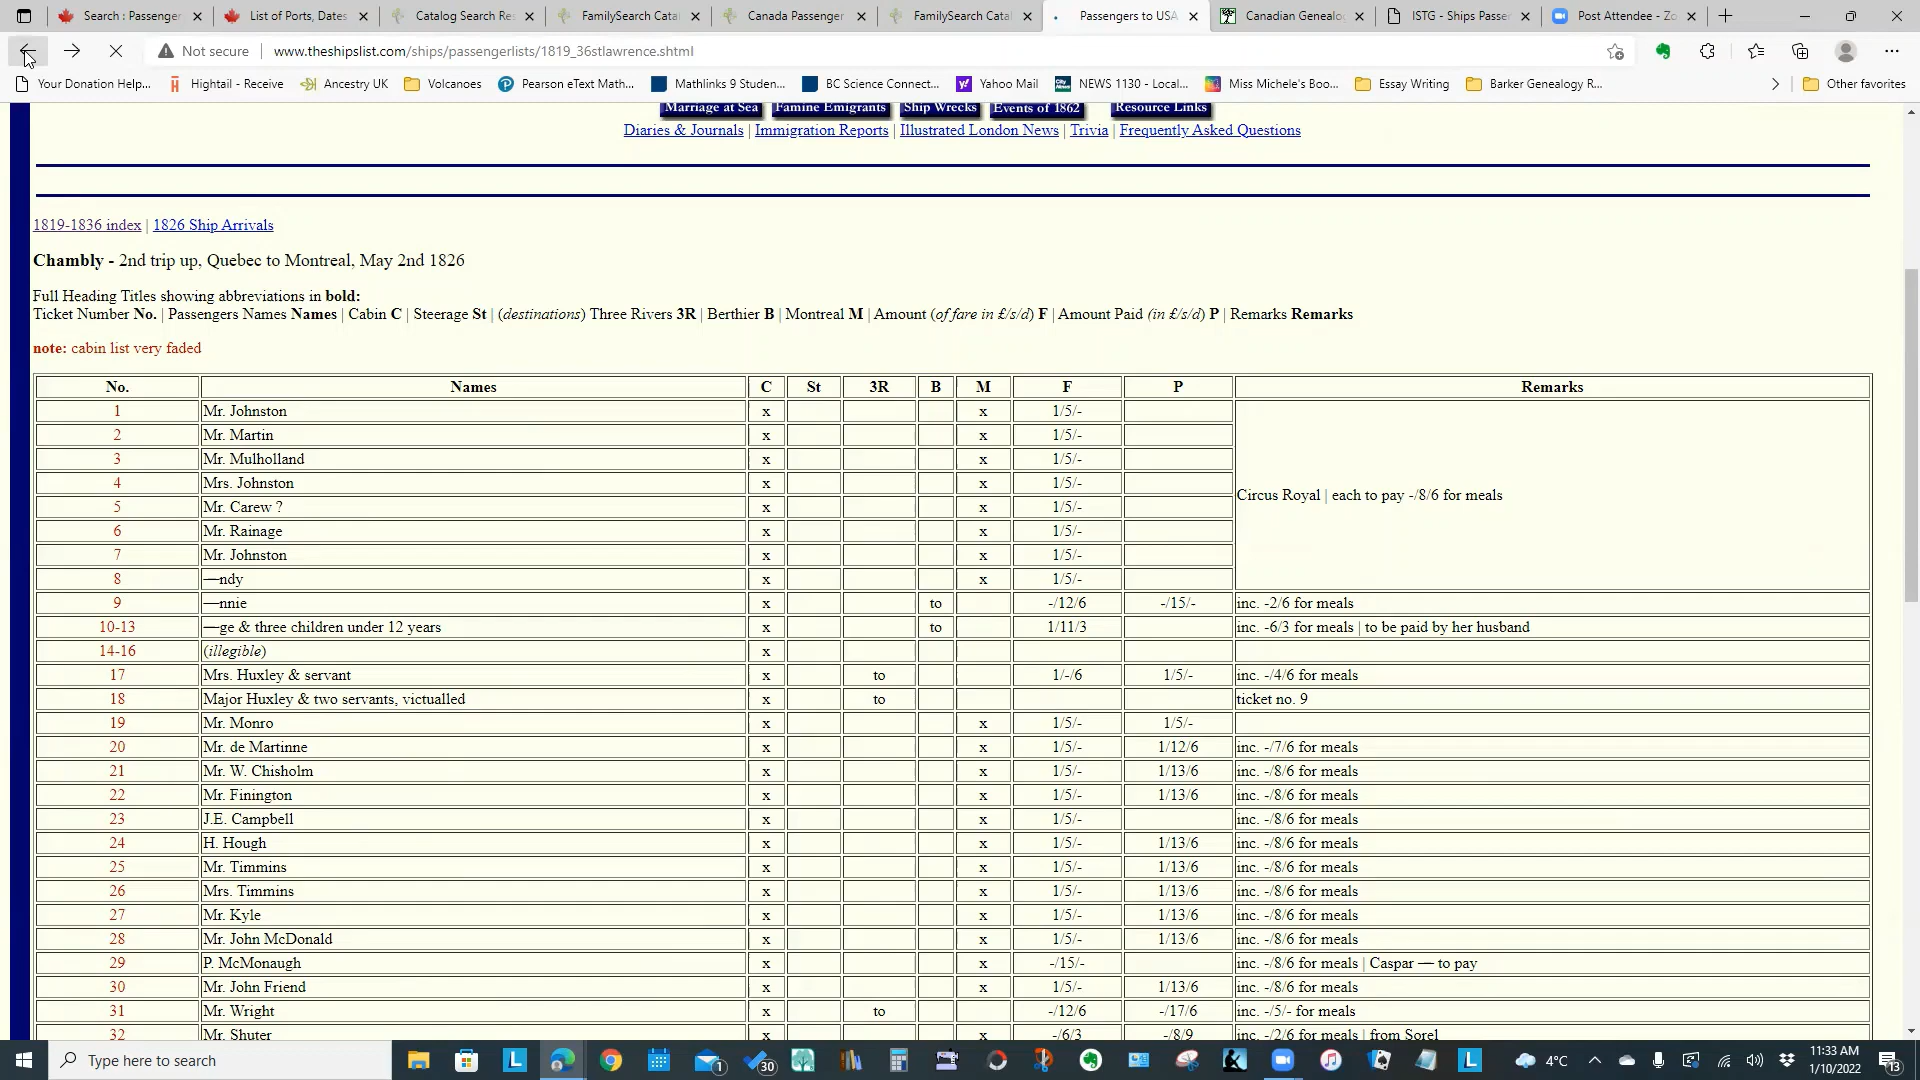 Search : Passenger
List of Ports, Dates
Catalog Search Re
FamilySearch Cata
Canada Passenger
FamilySearch Cata
Passengers to USA
Canadian Genealo
ISTG - Ships Passe
Post Attendee - Zo
Not secure
www.theshipslist.com/ships/passengerlists/1819_36stlawrence.shtml
Your Donation Help...
Hightail - Receive
Ancestry UK
Volcanoes
Pearson eText Math...
Mathlinks 9 Studen...
BC Science Connect...
Yahoo Mail
NEWS 1130 - Local...
Miss Michele's Boo...
Essay Writing
Barker Genealogy R...
Other favorites
Marriage at Sea Famine Emigrants Ship Wrecks Events of 1862 Resource Links
Diaries & Journals | Immigration Reports | Illustrated London News | Trivia | Frequently Asked Questions
1819-1836 index | 1826 Ship Arrivals
Chambly - 2nd trip up, Quebec to Montreal, May 2nd 1826
Full Heading Titles showing abbreviations in bold:
Ticket Number No. | Passengers Names Names | Cabin C | Steerage St | (destinations) Three Rivers 3R | Berthier B | Montreal M | Amount (of fare in £/s/d) F | Amount Paid (in £/s/d) P | Remarks Remarks
note: cabin list very faded
No. Names C St 3R B M F P Remarks
1 Mr. Johnston x x 1/5/-
2 Mr. Martin x x 1/5/-
3 Mr. Mulholland x x 1/5/-
4 Mrs. Johnston x x 1/5/-
Circus Royal | each to pay -/8/6 for meals
5 Mr. Carew ? x x 1/5/-
6 Mr. Rainage x x 1/5/-
7 Mr. Johnston x x 1/5/-
8 —ndy x x 1/5/-
9 —nnie x to -/12/6 -/15/- inc. -2/6 for meals
10-13 —ge & three children under 12 years x to 1/11/3 inc. -6/3 for meals | to be paid by her husband
14-16 (illegible) x
17 Mrs. Huxley & servant x to 1/-/6 1/5/- inc. -/4/6 for meals
18 Major Huxley & two servants, victualled x to ticket no. 9
19 Mr. Monro x x 1/5/- 1/5/-
20 Mr. de Martinne x x 1/5/- 1/12/6 inc. -/7/6 for meals
21 Mr. W. Chisholm x x 1/5/- 1/13/6 inc. -/8/6 for meals
22 Mr. Finington x x 1/5/- 1/13/6 inc. -/8/6 for meals
23 J.E. Campbell x x 1/5/- inc. -/8/6 for meals
24 H. Hough x x 1/5/- 1/13/6 inc. -/8/6 for meals
25 Mr. Timmins x x 1/5/- 1/13/6 inc. -/8/6 for meals
26 Mrs. Timmins x x 1/5/- 1/13/6 inc. -/8/6 for meals
27 Mr. Kyle x x 1/5/- 1/13/6 inc. -/8/6 for meals
28 Mr. John McDonald x x 1/5/- 1/13/6 inc. -/8/6 for meals
29 P. McMonaugh x x -/15/- inc. -/8/6 for meals | Caspar — to pay
30 Mr. John Friend x x 1/5/- 1/13/6 inc. -/8/6 for meals
31 Mr. Wright x to -/12/6 -/17/6 inc. -/5/- for meals
32 Mr. Shuter x x -/6/3 -/8/9 inc. -/2/6 for meals | from Sorel
Type here to search
1
30
4°C
11:33 AM
1/10/2022
13